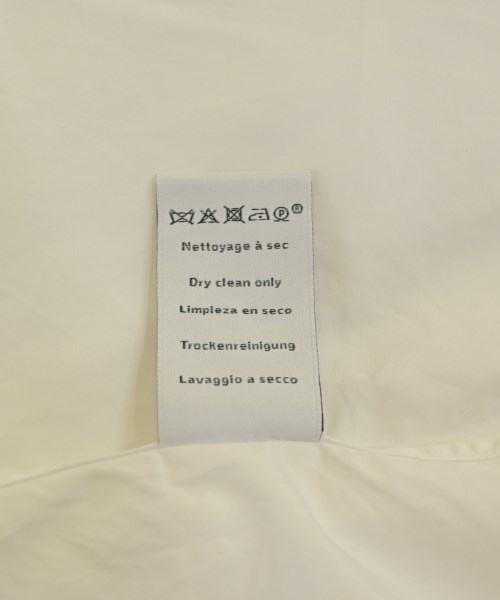 P ®
Nettoyage à sec
Dry clean only
Limpieza en seco
Trockenreinigung
Lavaggio a secco